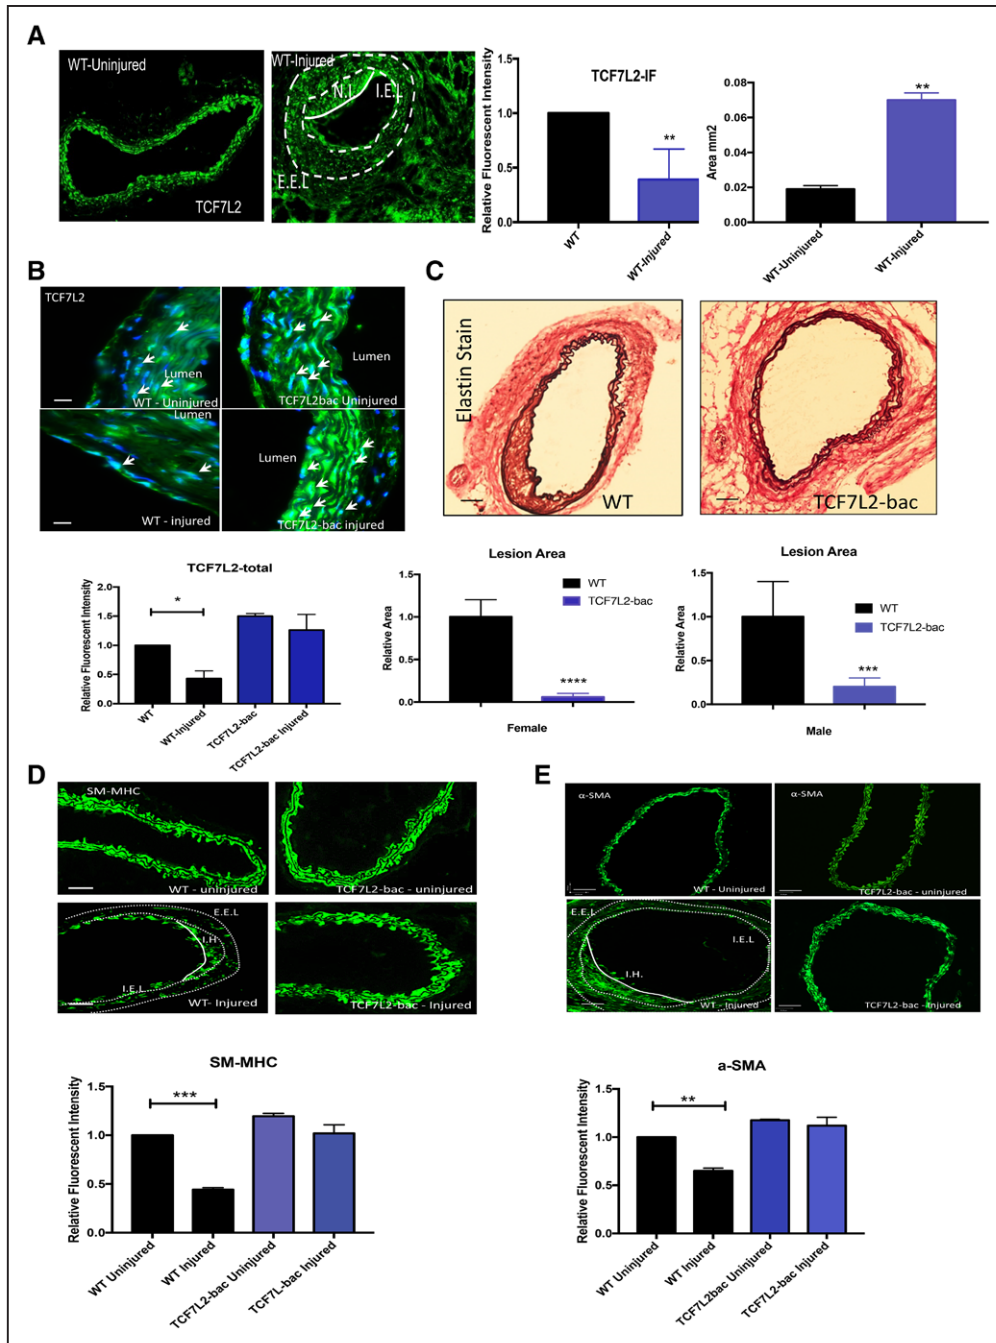 A
WT-Uninjured
TCF7L2
WT-Injured
N.I.
I.E.L
E.E.L
TCF7L2-IF
Relative Fluorescent Intensity
1.5
1.0
0.5
0.0
**
WT
WT-Injured
Area mm2
0.08
0.06
0.04
0.02
0.00
**
WT-Uninjured
WT-Injured
B
TCF7L2
Lumen
WT - Uninjured
Lumen
TCF7L2bac Uninjured
Lumen
WT - injured
Lumen
TCF7L2-bac injured
TCF7L2-total
Relative Fluorescent Intensity
2.0
1.5
1.0
0.5
0.0
*
WT
WT-Injured
TCF7L2-bac
TCF7L2-bac Injured
C
Elastin Stain
WT
TCF7L2-bac
Lesion Area
Relative Area
1.5
1.0
0.5
0.0
WT
TCF7L2-bac
****
Female
Lesion Area
Relative Area
1.5
1.0
0.5
0.0
WT
TCF7L2-bac
***
Male
D
SM-MHC
WT - uninjured
TCF7L2-bac - uninjured
E.E.L
I.H
I.E.L
WT- Injured
TCF7L2-bac - Injured
SM-MHC
Relative Fluorescent Intensity
1.5
1.0
0.5
0.0
***
WT Uninjured
WT Injured
TCF7L2-bac Uninjured
TCF7L-bac Injured
E
α-SMA
WT - Uninjured
α-SMA
TCF7L2-bac - uninjured
E.E.L
I.E.L
I.H.
WT - Injured
TCF7L2-bac - Injured
a-SMA
Relative Fluorescent Intensity
1.5
1.0
0.5
0.0
**
WT Uninjured
WT Injured
TCF7L2bac Uninjured
TCF7L2-bac Injured